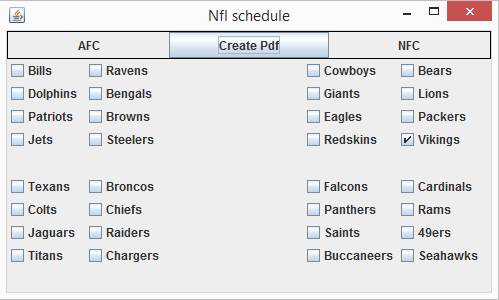 Nfl schedule
AFC Create Pdf NFC
Bills Ravens Cowboys Bears
Dolphins Bengals Giants Lions
Patriots Browns Eagles Packers
Jets Steelers Redskins Vikings
Texans Broncos Falcons Cardinals
Colts Chiefs Panthers Rams
Jaguars Raiders Saints 49ers
Titans Chargers Buccaneers Seahawks